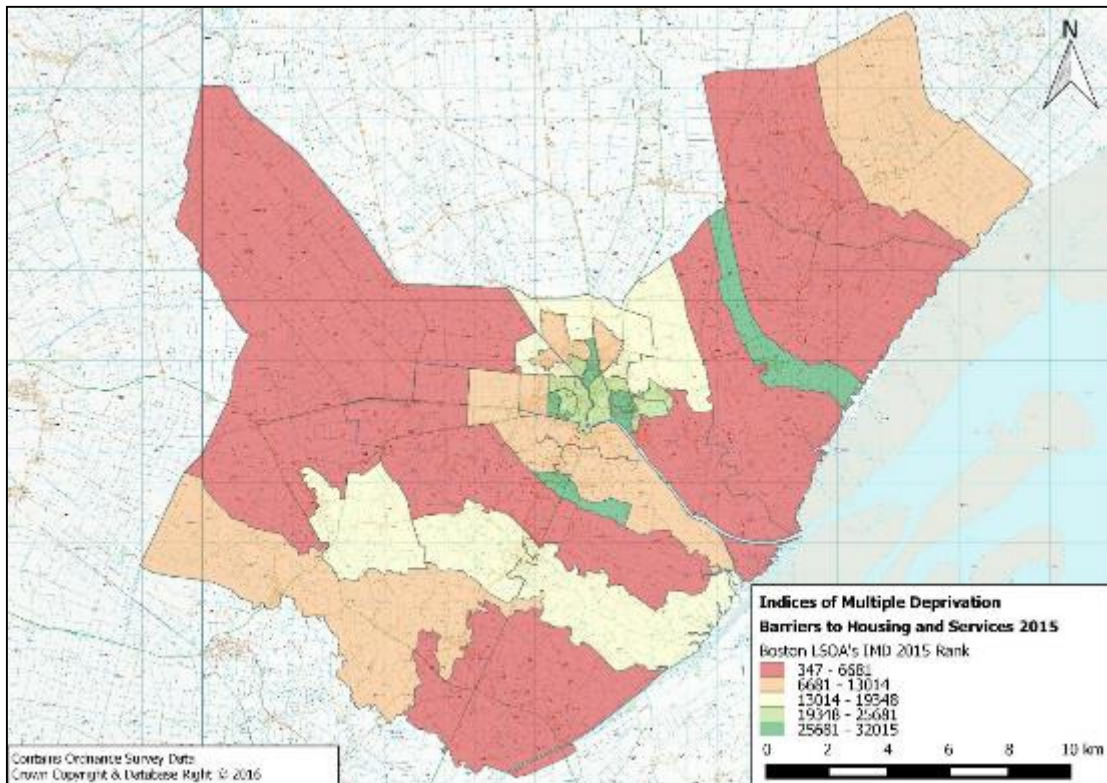 N
Indices of Multiple Deprivation
Barriers to Housing and Services 2015
Boston LSOA's IMD 2015 Rank
347 - 6681
6681 - 13014
13014 - 19348
19348 - 25681
25681 - 32015
0 2 4 6 8 10 km
Contains Ordnance Survey Data
Crown Copyright & Database Right © 2016